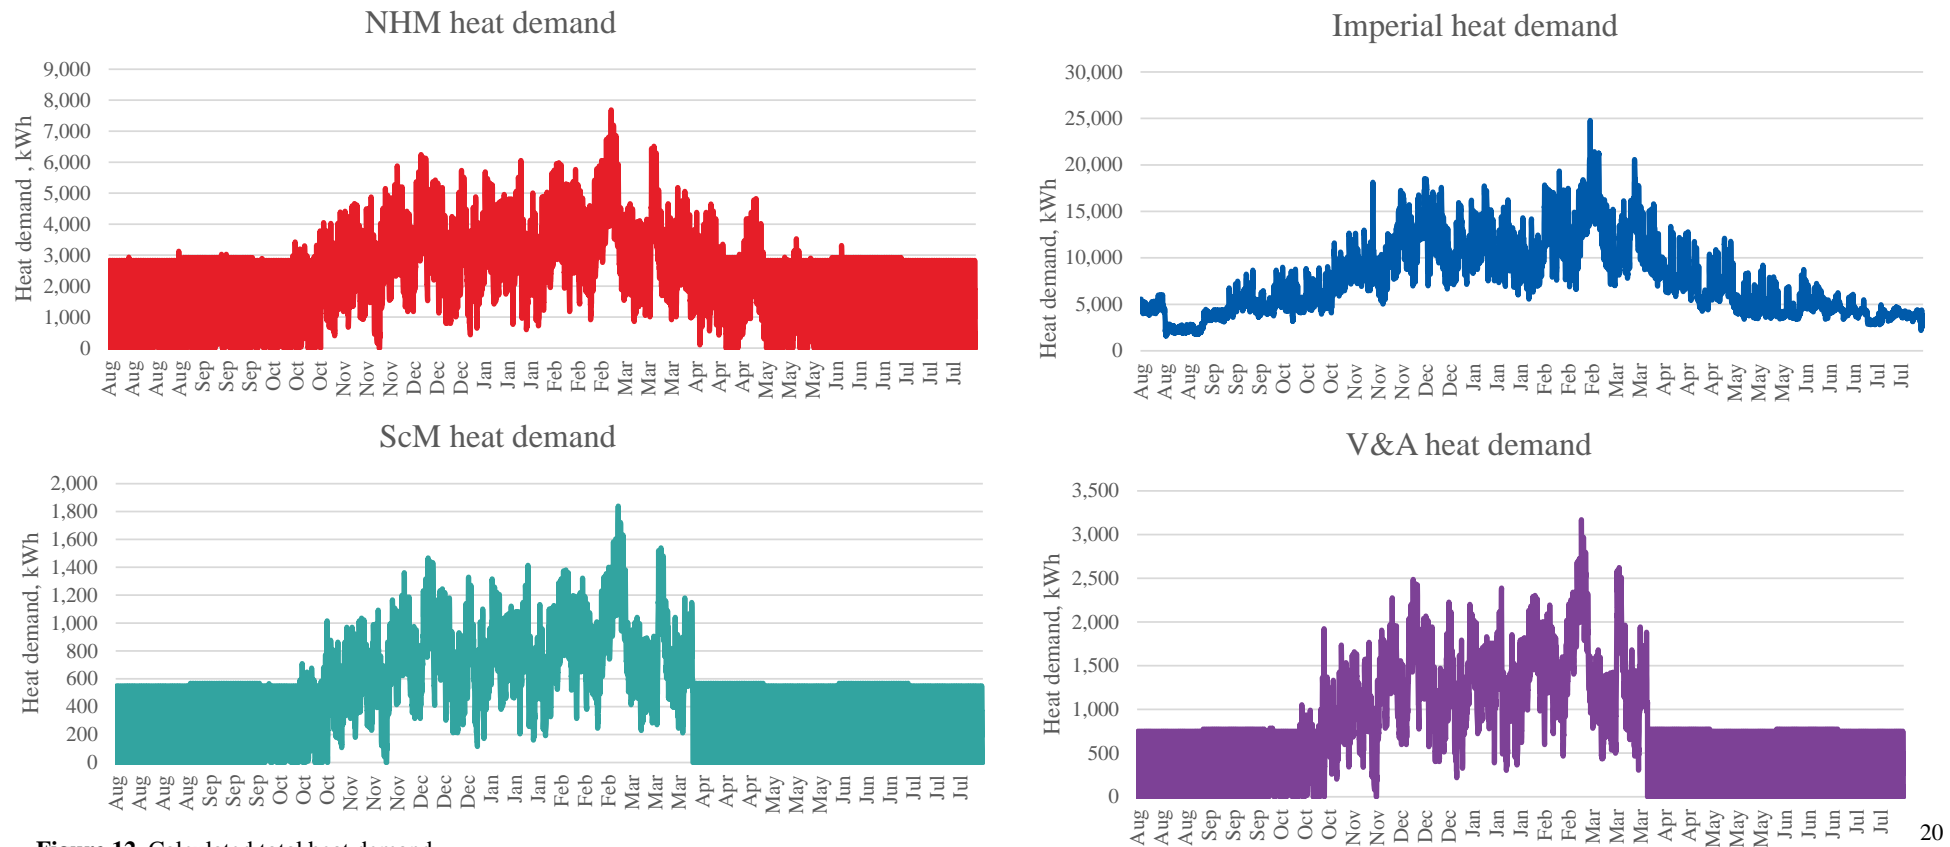 NHM heat demand
Heat demand , kWh
9,000
8,000
7,000
6,000
5,000
4,000
3,000
2,000
1,000
0
Aug Aug Aug Aug Sep Sep Sep Oct Oct Oct Nov Nov Nov Dec Dec Dec Jan Jan Jan Feb Feb Feb Mar Mar Mar Apr Apr Apr May May May Jun Jun Jun Jul Jul Jul
Imperial heat demand
Heat demand, kWh
30,000
25,000
20,000
15,000
10,000
5,000
0
Aug Aug Aug Sep Sep Sep Oct Oct Oct Nov Nov Nov Dec Dec Jan Jan Jan Feb Feb Feb Mar Mar Apr Apr Apr May May May Jun Jun Jun Jul Jul
ScM heat demand
Heat demand, kWh
2,000
1,800
1,600
1,400
1,200
1,000
800
600
400
200
0
Aug Aug Aug Aug Sep Sep Sep Oct Oct Oct Nov Nov Nov Dec Dec Dec Jan Jan Jan Feb Feb Feb Mar Mar Mar Apr Apr Apr May May May Jun Jun Jun Jul Jul Jul
V&A heat demand
Heat demand, kWh
3,500
3,000
2,500
2,000
1,500
1,000
500
0
Aug Aug Aug Sep Sep Sep Oct Oct Oct Nov Nov Dec Dec Dec Jan Jan Jan Feb Feb Mar Mar Mar Apr Apr May May May Jun Jun Jul Jul
20
Figure 12. Calculated total heat demand